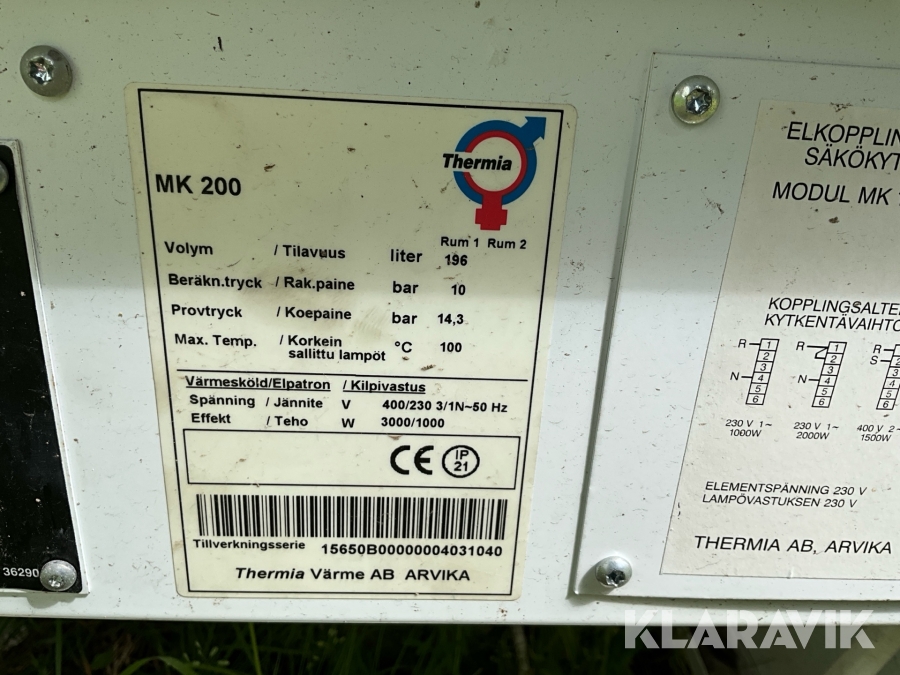 Thermia
MK 200
Rum 1 Rum 2
Volym / Tilavuus liter 196
Beräkn.tryck / Rak.paine bar 10
Provtryck / Koepaine bar 14,3
Max. Temp. / Korkein sallittu lampöt °C 100
Värmesköld/Elpatron / Kilpivastus
Spänning / Jännite V 400/230 3/1N~50 Hz
Effekt / Teho W 3000/1000
CE IP 21
Tillverkningsserie 15650B00000004031040
Thermia Värme AB ARVIKA
36290
ELKOPPLIN
SÄKÖKYT
MODUL MK
KOPPLINGSALTE
KYTKENTÄVAIHTO
R 1 R 1 R
2 2 S
3 3
N 4 N 4
5 5
6 6
230 V 1~ 230 V 1~ 400 V 2~
1000W 2000W 1500W
ELEMENTSPÄNNING 230 V
LAMPÖVASTUKSEN 230 V
THERMIA AB, ARVIKA
KLARAVIK